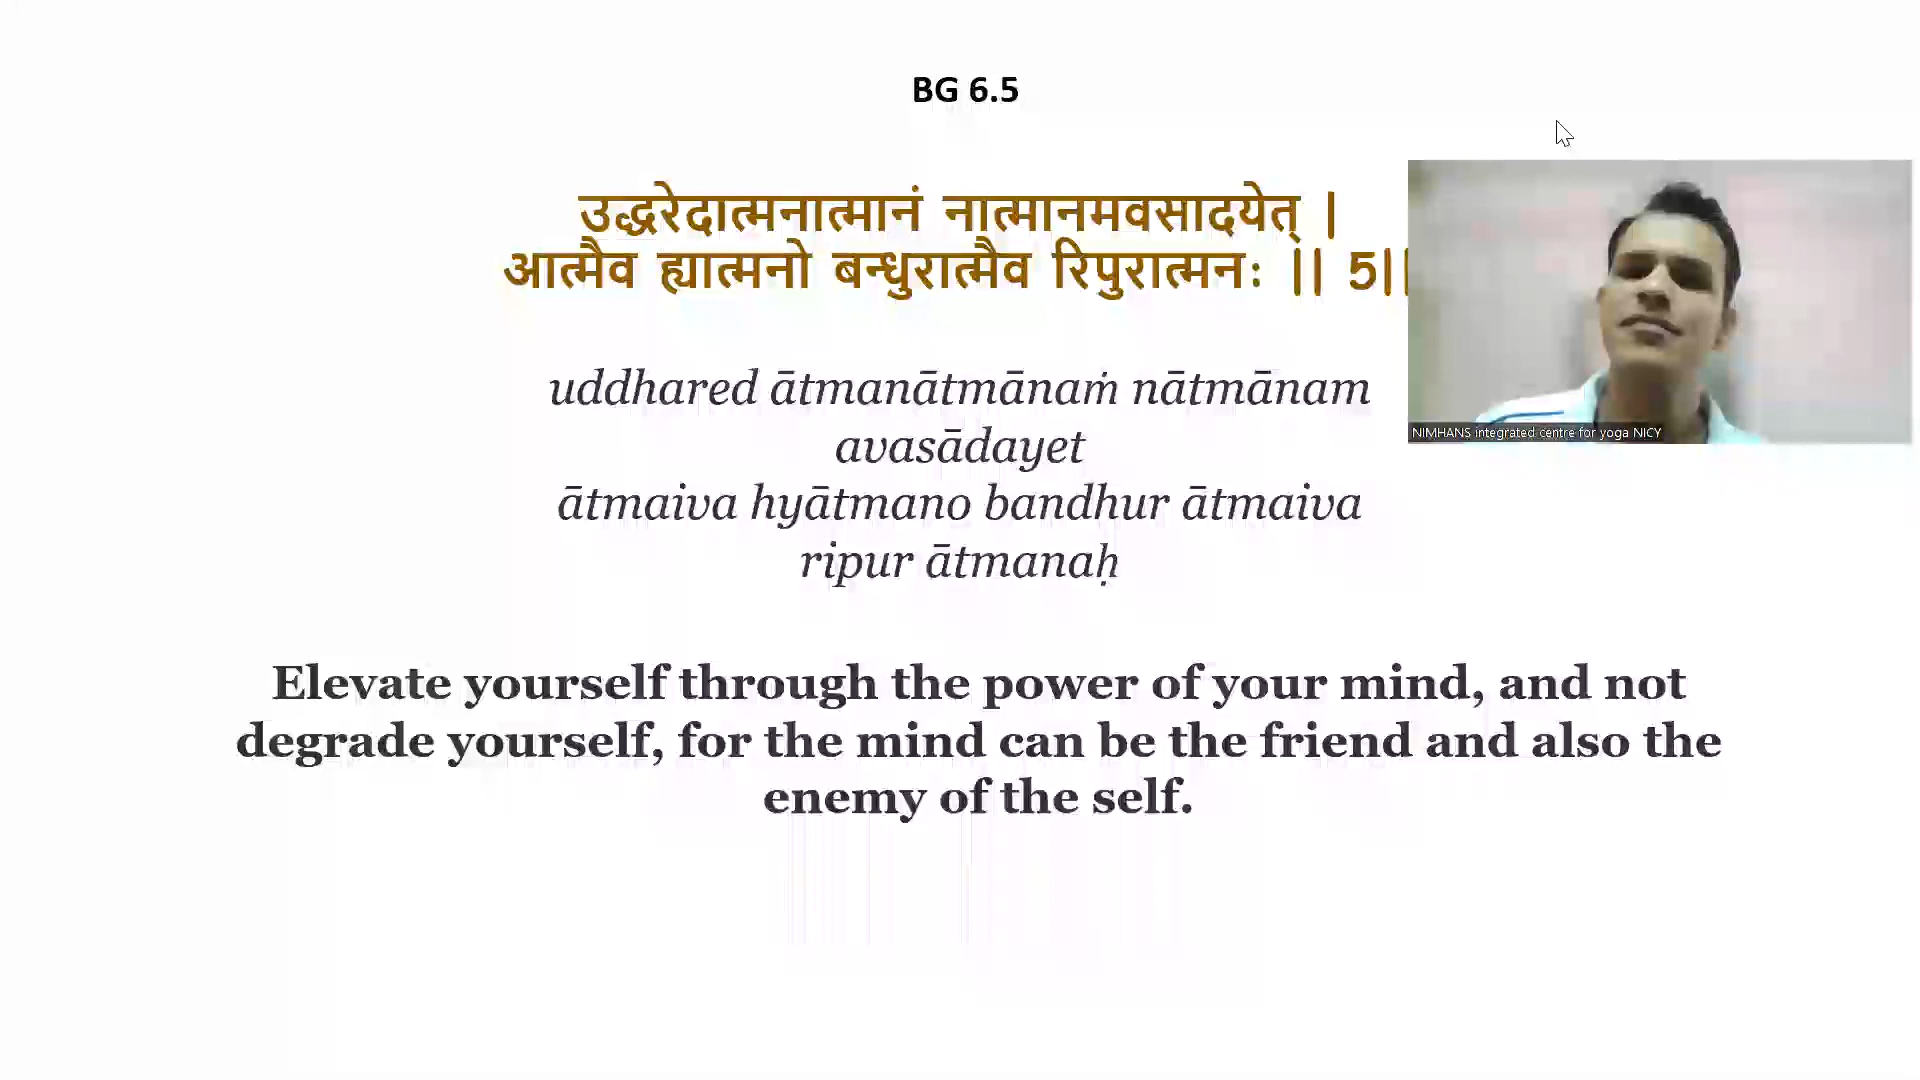 BG 6.5
उद्धरेदात्मनात्मानं नात्मानमवसादयेत् |
आत्मैव ह्यात्मनो बन्धुरात्मैव रिपुरात्मनः || 5||
uddhared ātmanātmānaṁ nātmānam
avasādayet
ātmaiva hyātmano bandhur ātmaiva
ripur ātmanaḥ
NIMHANS integrated centre for yoga NICY
Elevate yourself through the power of your mind, and not
degrade yourself, for the mind can be the friend and also the
enemy of the self.